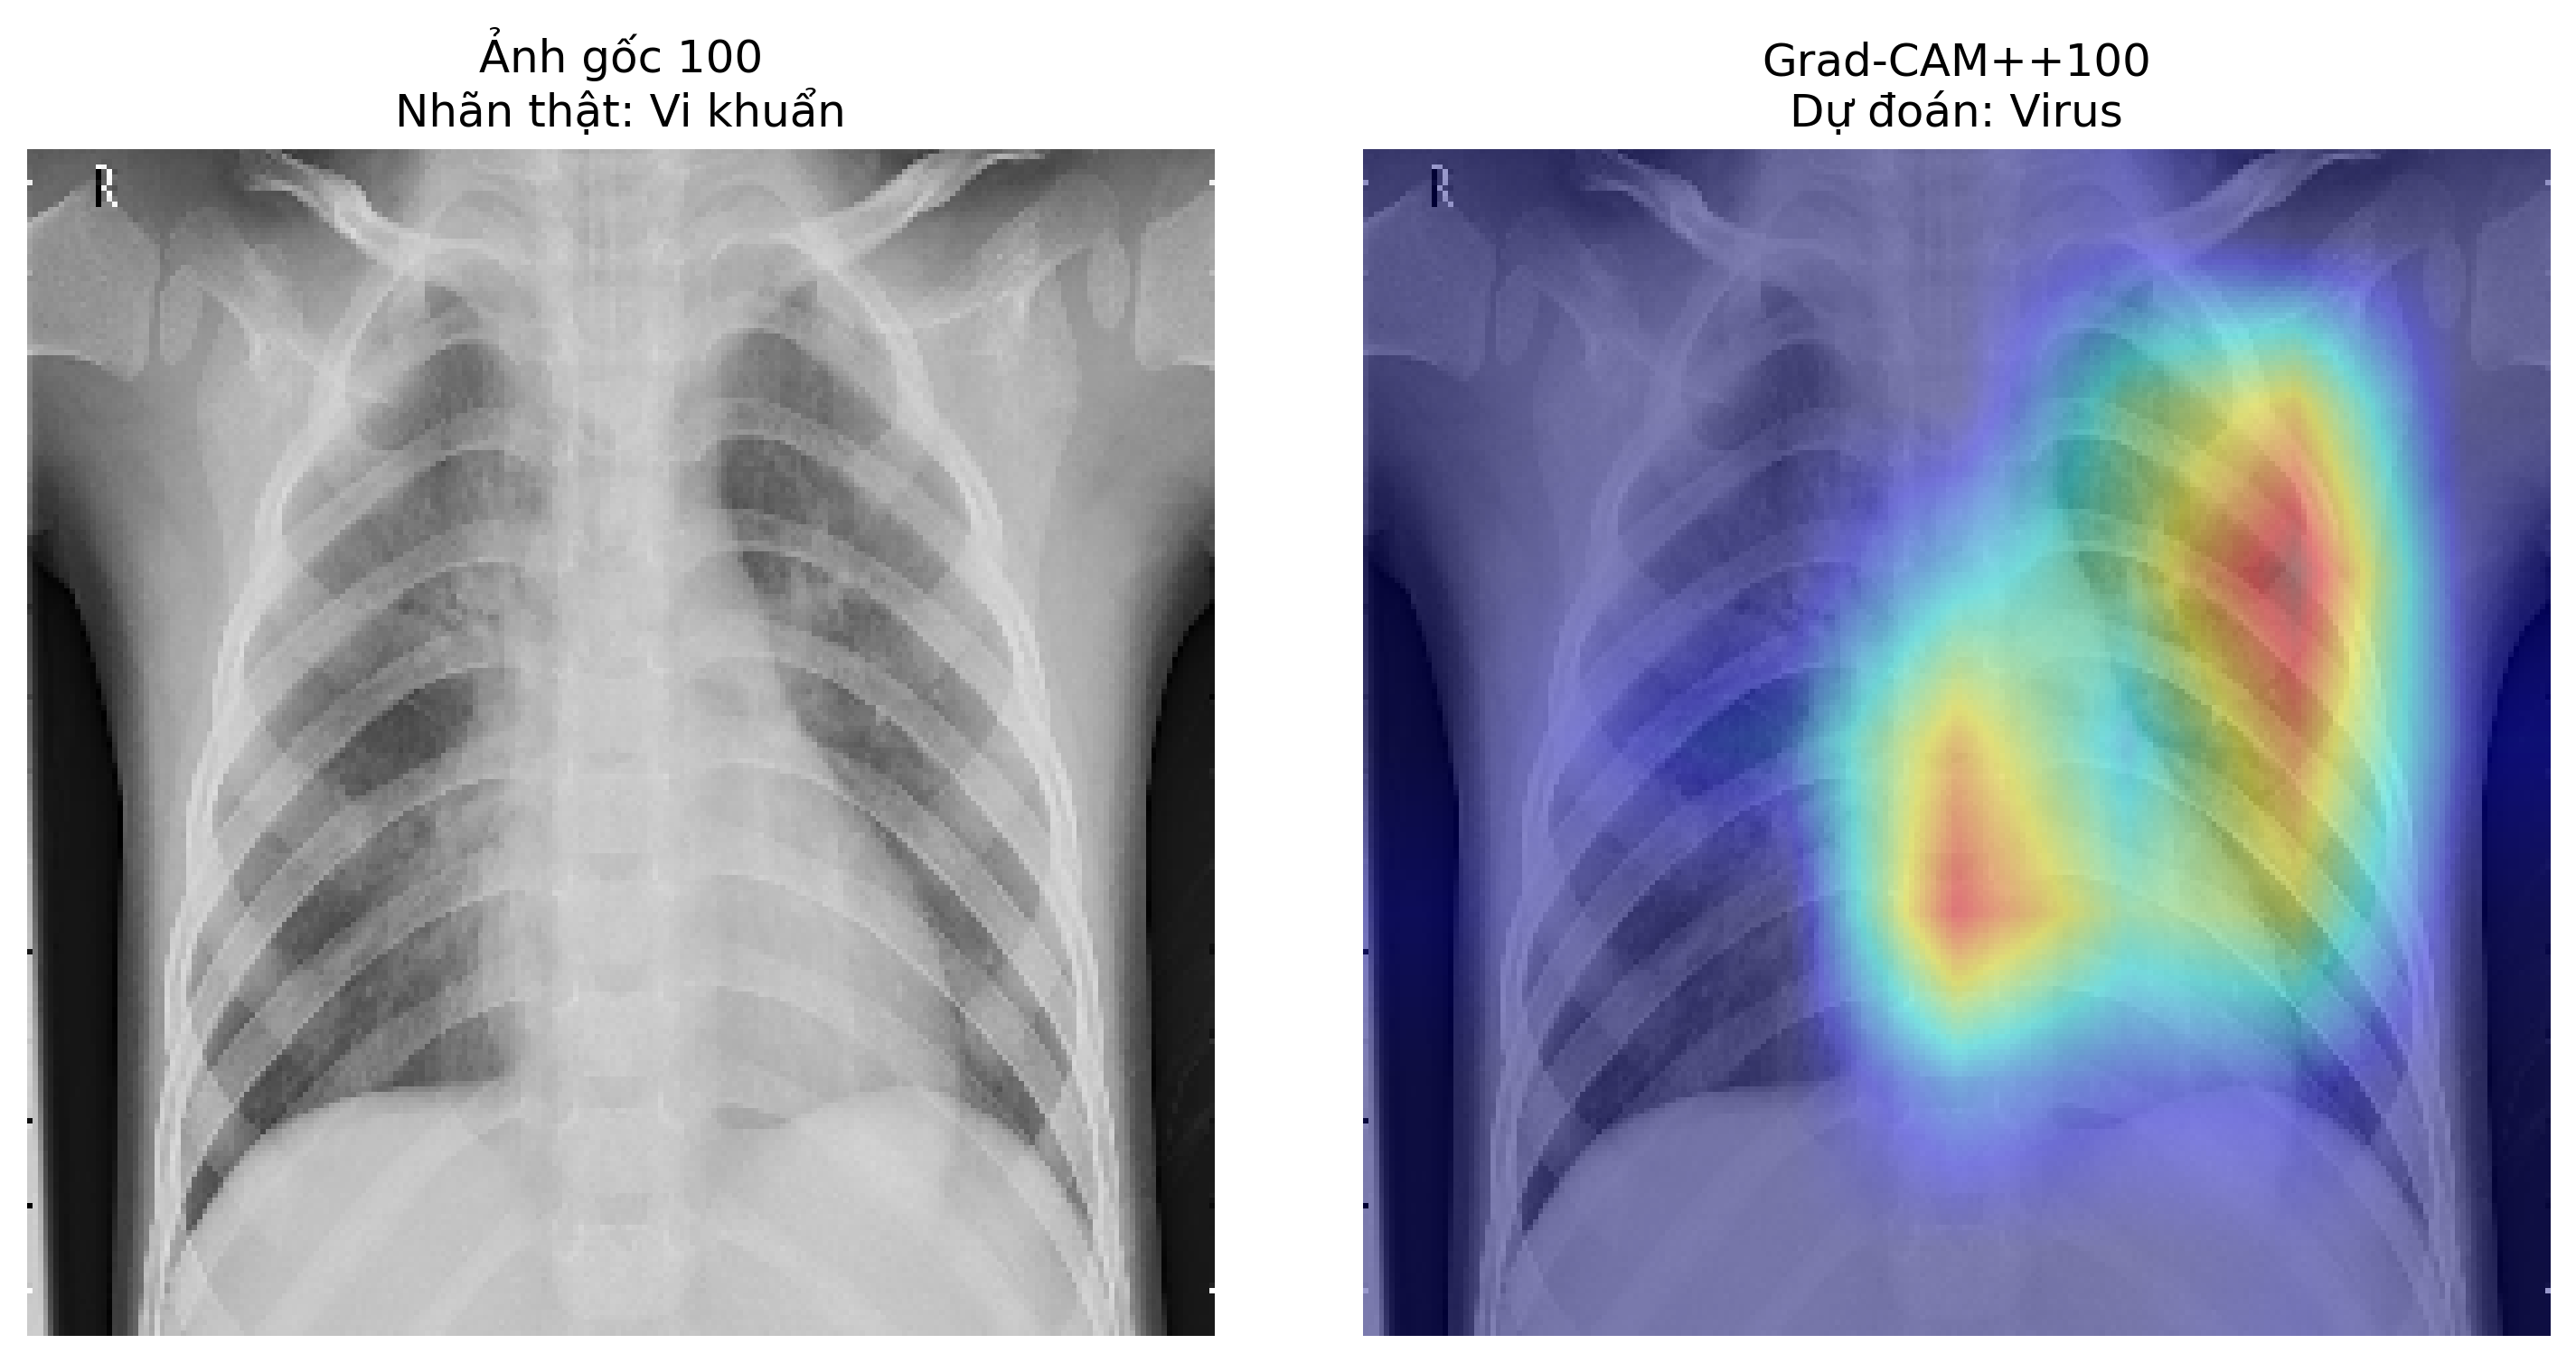 Ảnh gốc 100
Nhãn thật: Vi khuẩn
R
Grad-CAM++100
Dự đoán: Virus
R